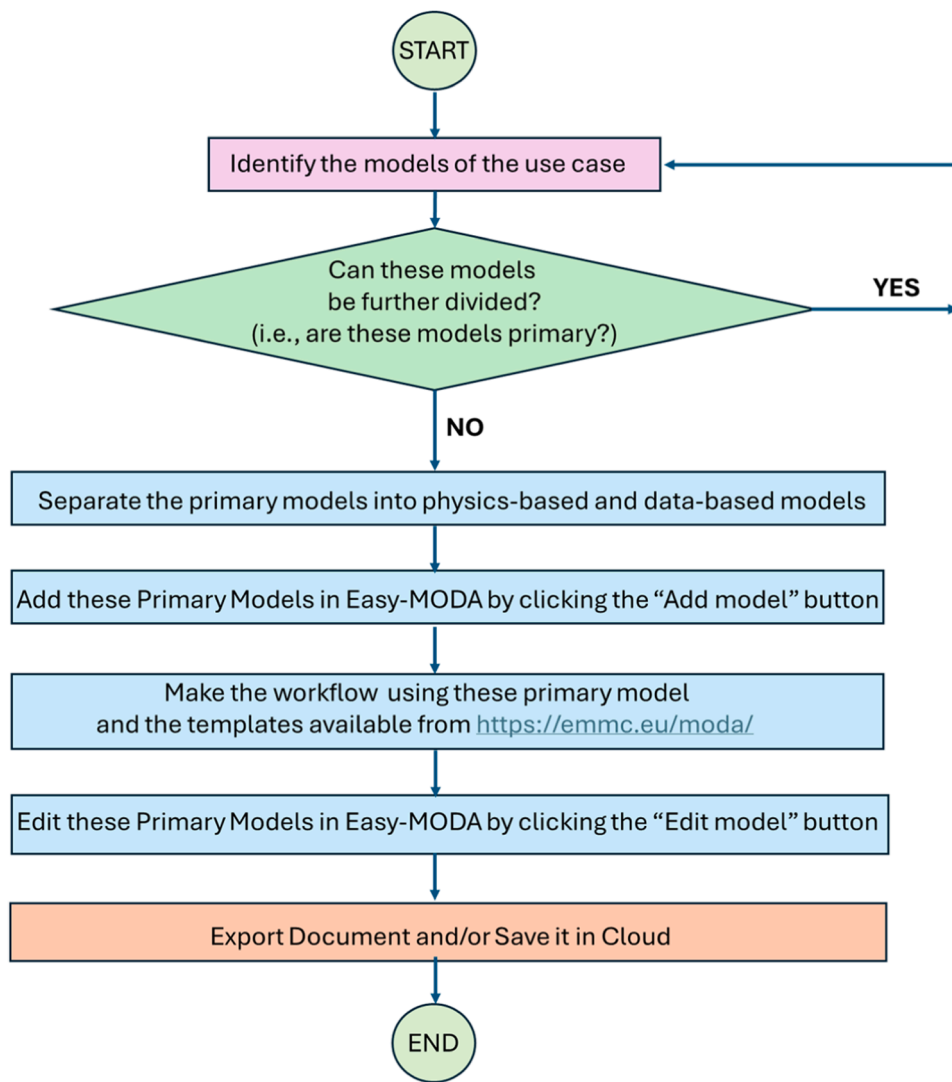 START
Identify the models of the use case
Can these models
be further divided?
(i.e., are these models primary?)
YES
NO
Separate the primary models into physics-based and data-based models
Add these Primary Models in Easy-MODA by clicking the “Add model” button
Make the workflow using these primary model
and the templates available from https://emmc.eu/moda/
Edit these Primary Models in Easy-MODA by clicking the “Edit model” button
Export Document and/or Save it in Cloud
END